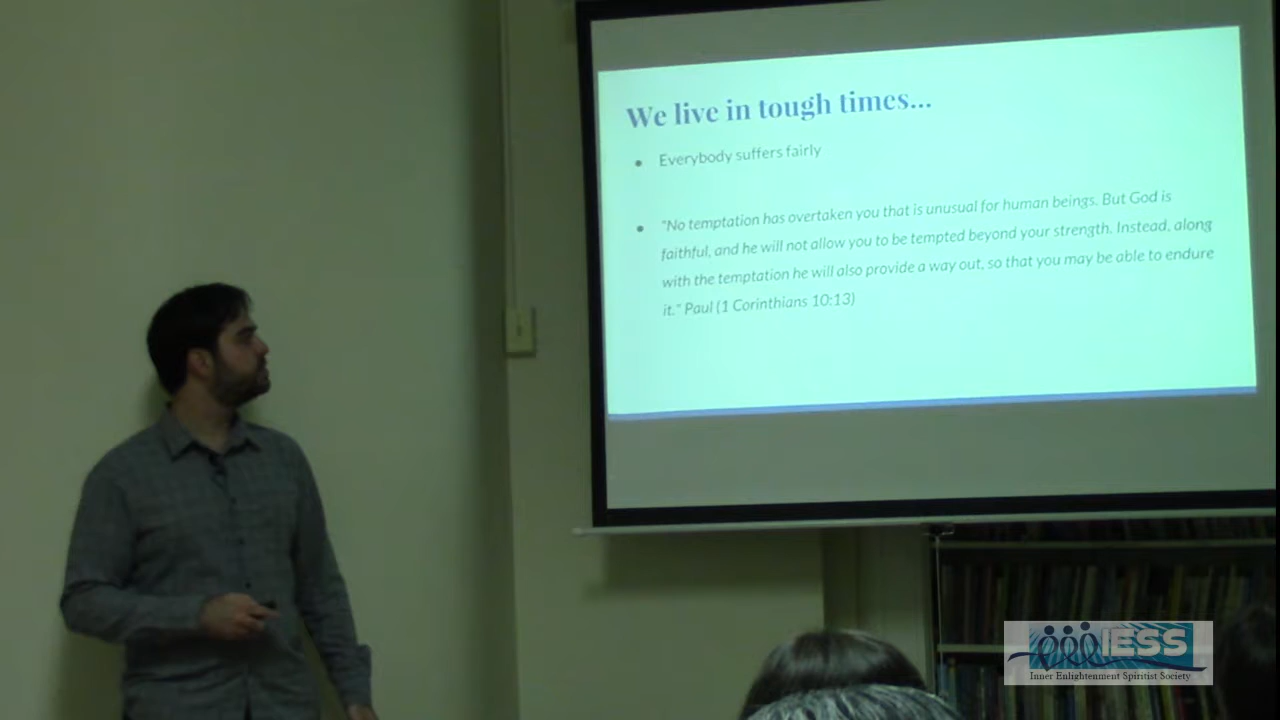 We live in tough times...
Everybody suffers fairly
"No temptation has overtaken you that is unusual for human beings. But God is
faithful, and he will not allow you to be tempted beyond your strength. Instead, along
with the temptation he will also provide a way out, so that you may be able to endure
it." Paul (1 Corinthians 10:13)
IESS
Inner Enlightenment Spiritist Society